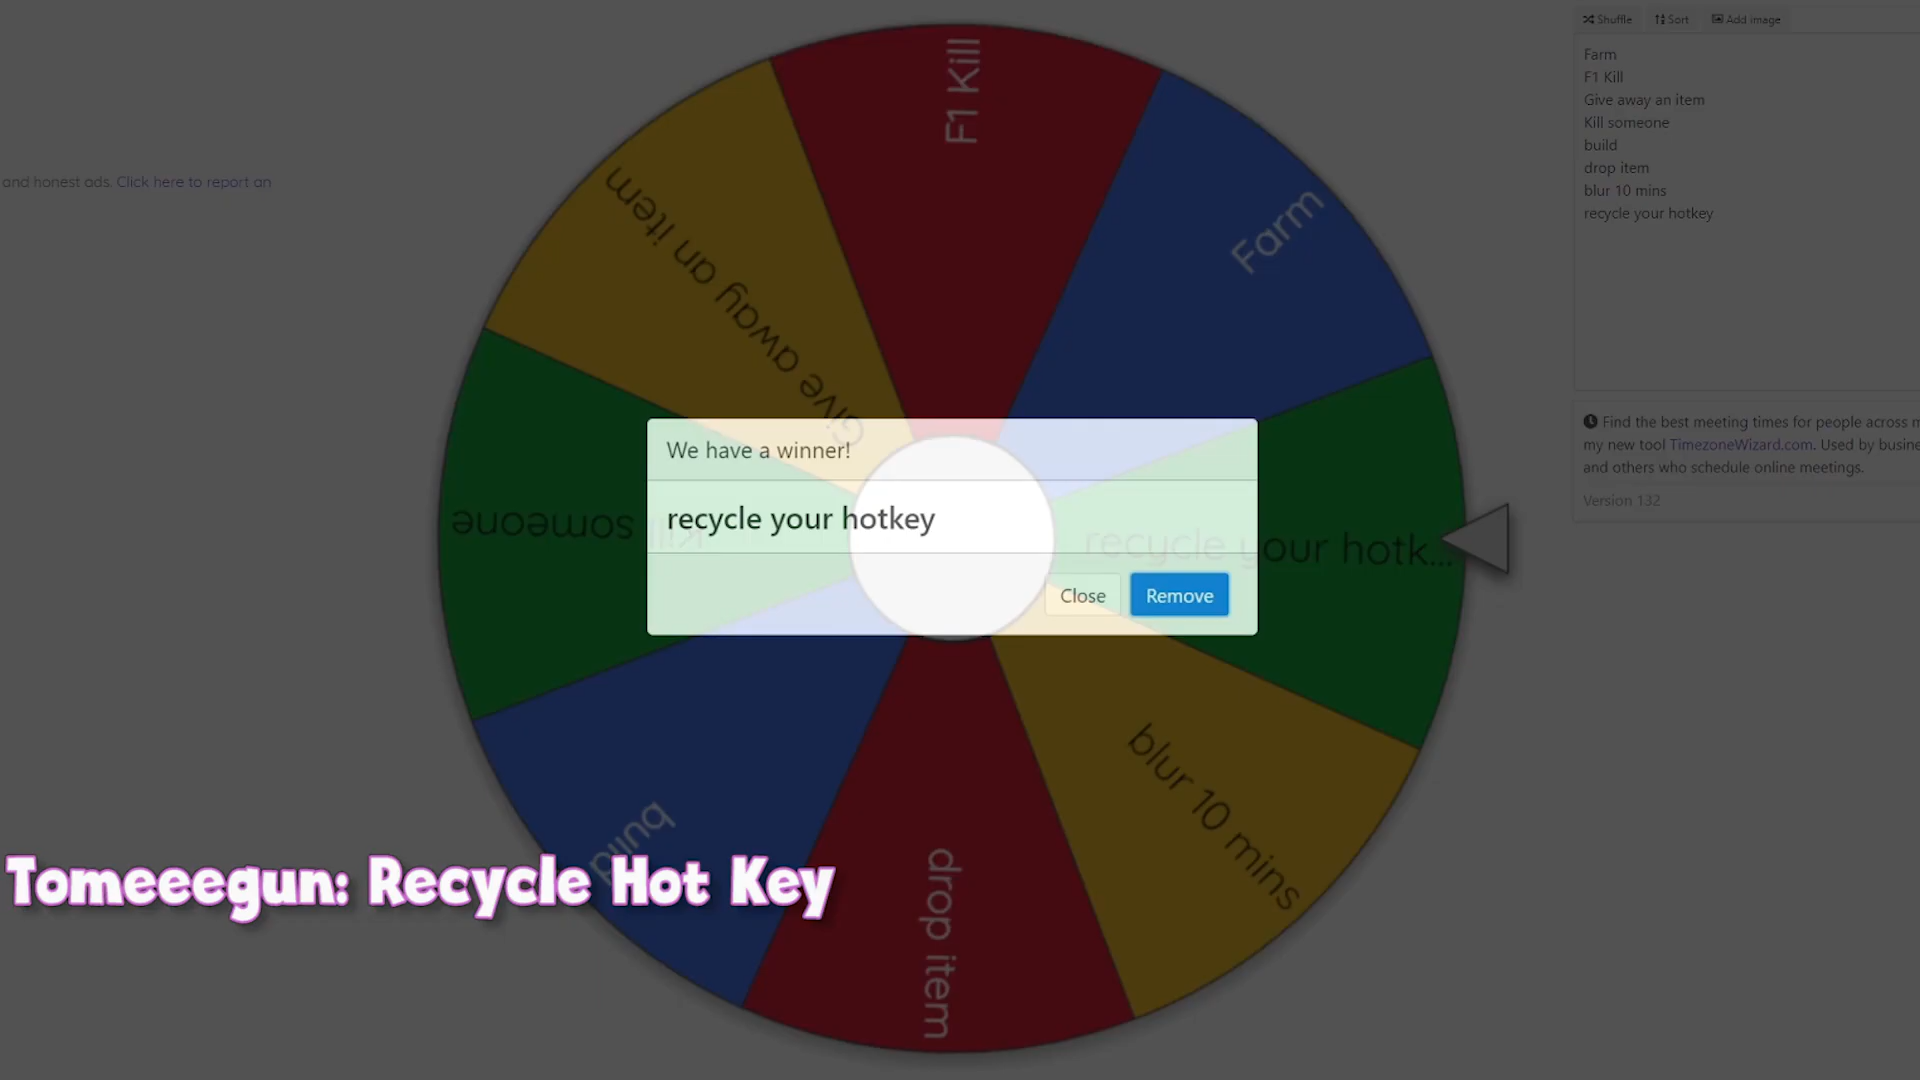 Shuffle Sort Add image
Farm
F1 Kill
Give away an item
Kill someone
build
drop item
blur 10 mins
recycle your hotkey
and honest ads. Click here to report an
Find the best meeting times for people across
my new tool TimezoneWizard.com. Used by
and others who schedule online meetings.
Version 132
F1 Kill
Farm
Give away an item
We have a winner!
recycle your hotkey
Close
Remove
Kill someone
recycle your hotk...
blur 10 mins
build
drop item
Tomeeegun: Recycle Hot Key